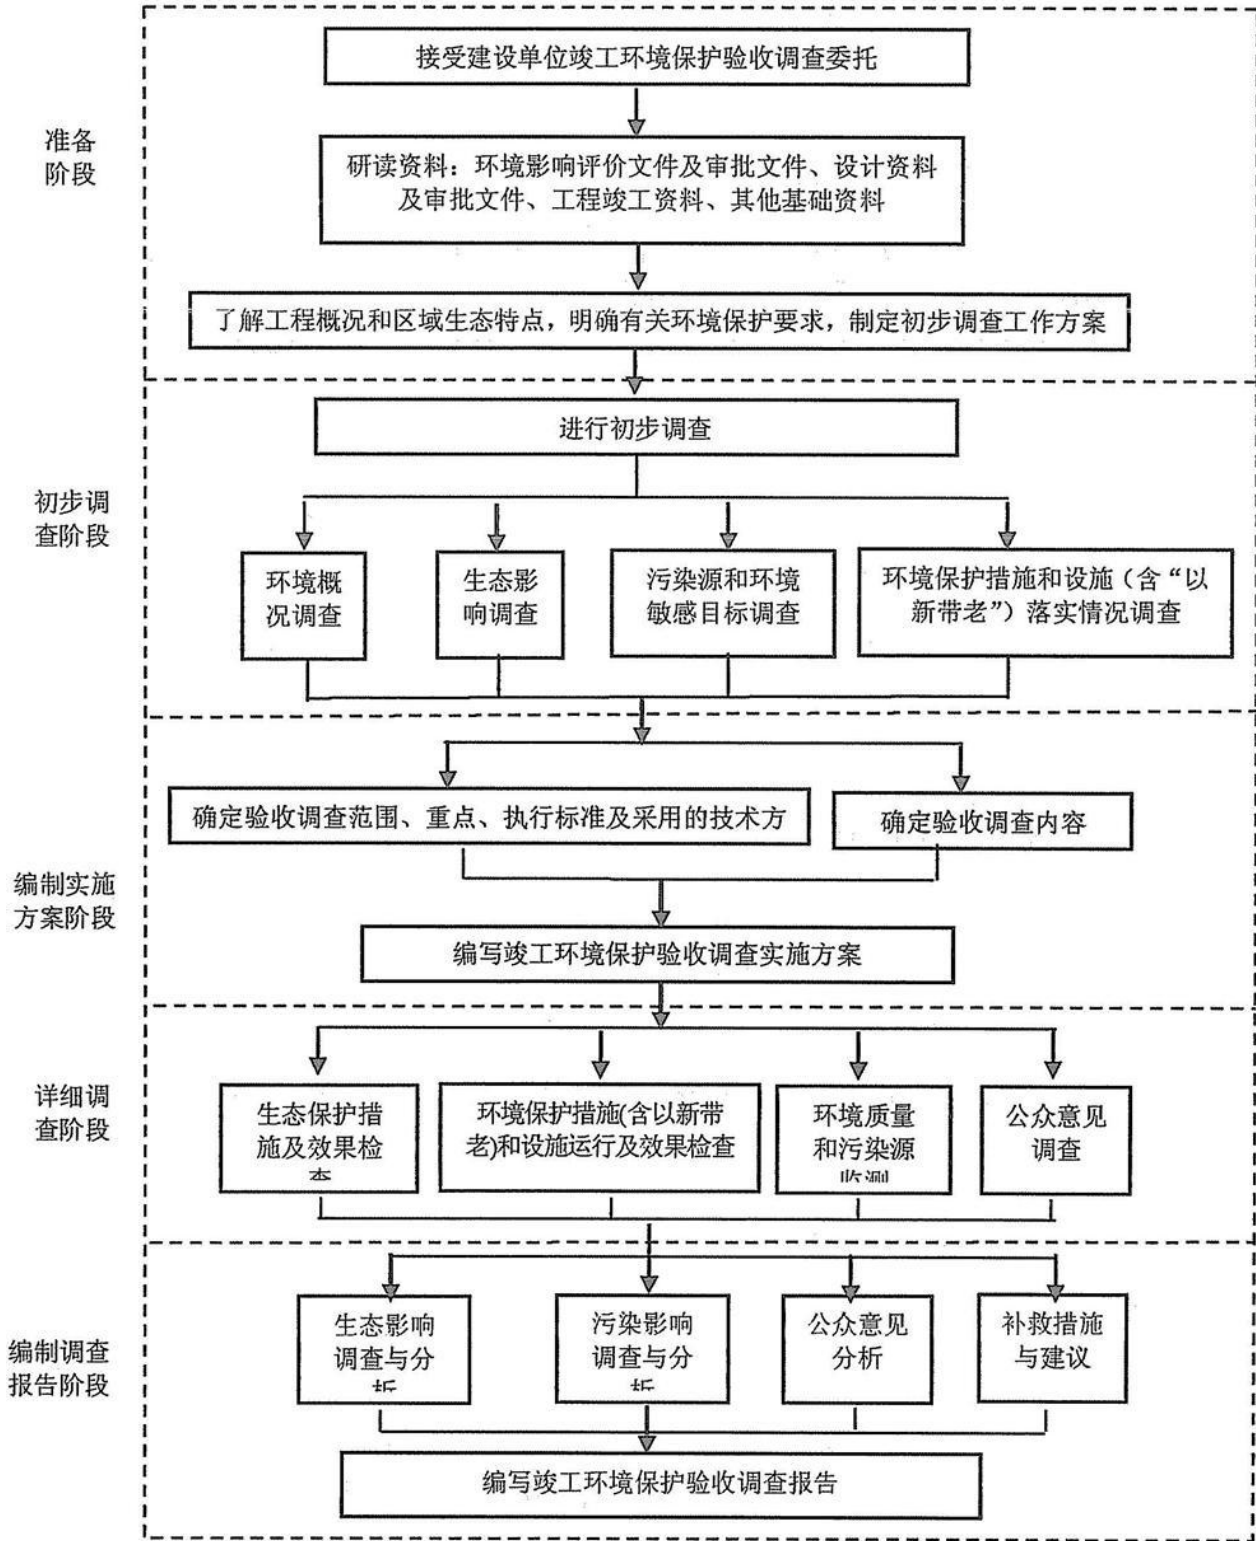 接受建设单位竣工环境保护验收调查委托
准备
阶段
研读资料：环境影响评价文件及审批文件、设计资料
及审批文件、工程竣工资料、其他基础资料
了解工程概况和区域生态特点，明确有关环境保护要求，制定初步调查工作方案
进行初步调查
初步调
查阶段
环境概
况调查
生态影
响调查
污染源和环境
敏感目标调查
环境保护措施和设施（含“以
新带老”）落实情况调查
确定验收调查范围、重点、执行标准及采用的技术方
确定验收调查内容
编制实施
方案阶段
编写竣工环境保护验收调查实施方案
详细调
查阶段
生态保护措
施及效果检
查
环境保护措施(含以新带
老)和设施运行及效果检查
环境质量
和污染源
监测
公众意见
调查
编制调查
报告阶段
生态影响
调查与分
析
污染影响
调查与分
析
公众意见
分析
补救措施
与建议
编写竣工环境保护验收调查报告